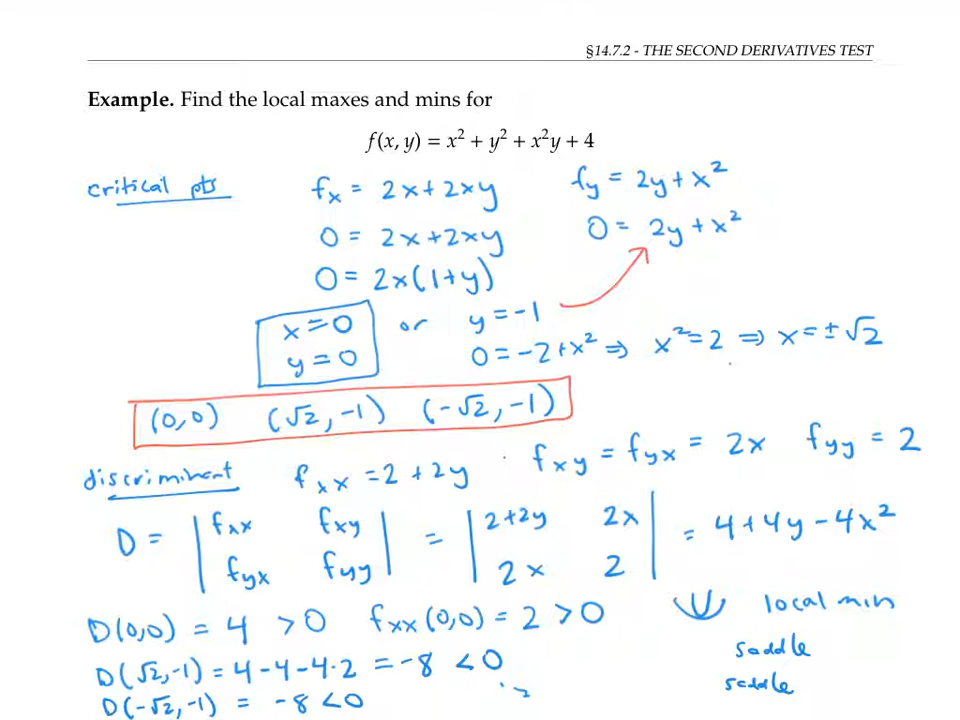 §14.7.2 - THE SECOND DERIVATIVES TEST
Example. Find the local maxes and mins for
f(x, y) = x² + y² + x²y + 4
critical pts fx = 2x + 2xy fy = 2y + x²
0 = 2x + 2xy 0 = 2y + x²
0 = 2x(1+y)
x = 0 or y = -1
y = 0 0 = -2 + x² ⇒ x² = 2 ⇒ x = ±√2
(0,0) (√2, -1) (-√2, -1)
discriminent fxx = 2 + 2y fxy = fyx = 2x fyy = 2
D = | fxx fxy | = | 2+2y 2x | = 4 + 4y - 4x²
| fyx fyy | | 2x 2 |
D(0,0) = 4 > 0 fxx(0,0) = 2 > 0 local min
saddle
D(√2, -1) = 4 - 4 - 4·2 = -8 < 0
saddle
D(-√2, -1) = -8 < 0